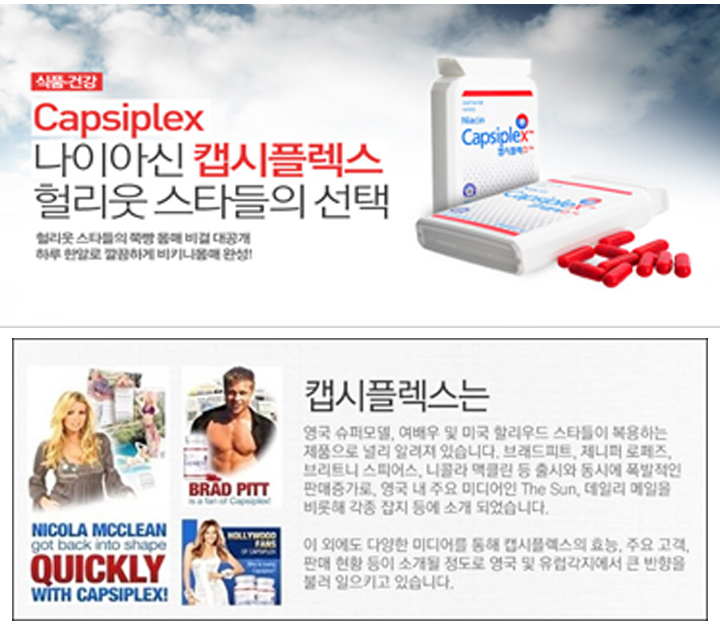 식품·건강
Capsiplex
나이아신 캡시플렉스
헐리웃 스타들의 선택
헐리웃 스타들의 쭉빵 몸매 비결 대공개
하루 한알로 깔끔하게 비키니몸매 완성!
Niacin
Capsiplex™
캡시플렉스™
Capsiplex
캡시플렉스는
영국 슈퍼모델, 여배우 및 미국 할리우드 스타들이 복용하는
제품으로 널리 알려져 있습니다. 브래드피트, 제니퍼 로페즈,
브리트니 스피어스, 니콜라 맥클린 등 출시와 동시에 폭발적인
판매증가로, 영국 내 주요 미디어인 The Sun, 데일리 메일을
비롯해 각종 잡지 등에 소개 되었습니다.
이 외에도 다양한 미디어를 통해 캡시플렉스의 효능, 주요 고객,
판매 현황 등이 소개될 정도로 영국 및 유럽각지에서 큰 반향을
불러 일으키고 있습니다.
BRAD PITT
is a fan of Capsiplex!
NICOLA MCCLEAN
got back into shape
QUICKLY
WITH CAPSIPLEX!
HOLLYWOOD
FANS
OF CAPSIPLEX